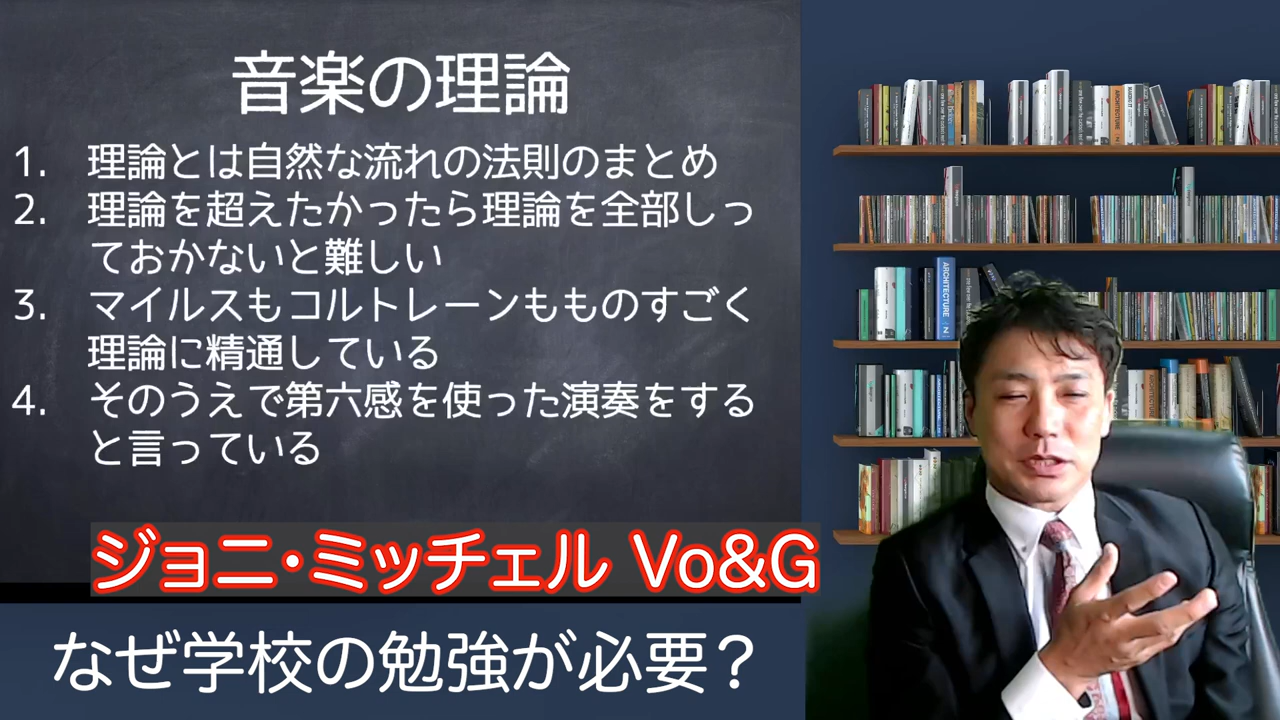 音楽の理論
1. 理論とは自然な流れの法則のまとめ
2. 理論を超えたかったら理論を全部しっ
ておかないと難しい
3. マイルスもコルトレーンもものすごく
理論に精通している
4. そのうえで第六感を使った演奏をする
と言っている
ジョニ・ミッチェル Vo&G
なぜ学校の勉強が必要？
ARCHITECTURE